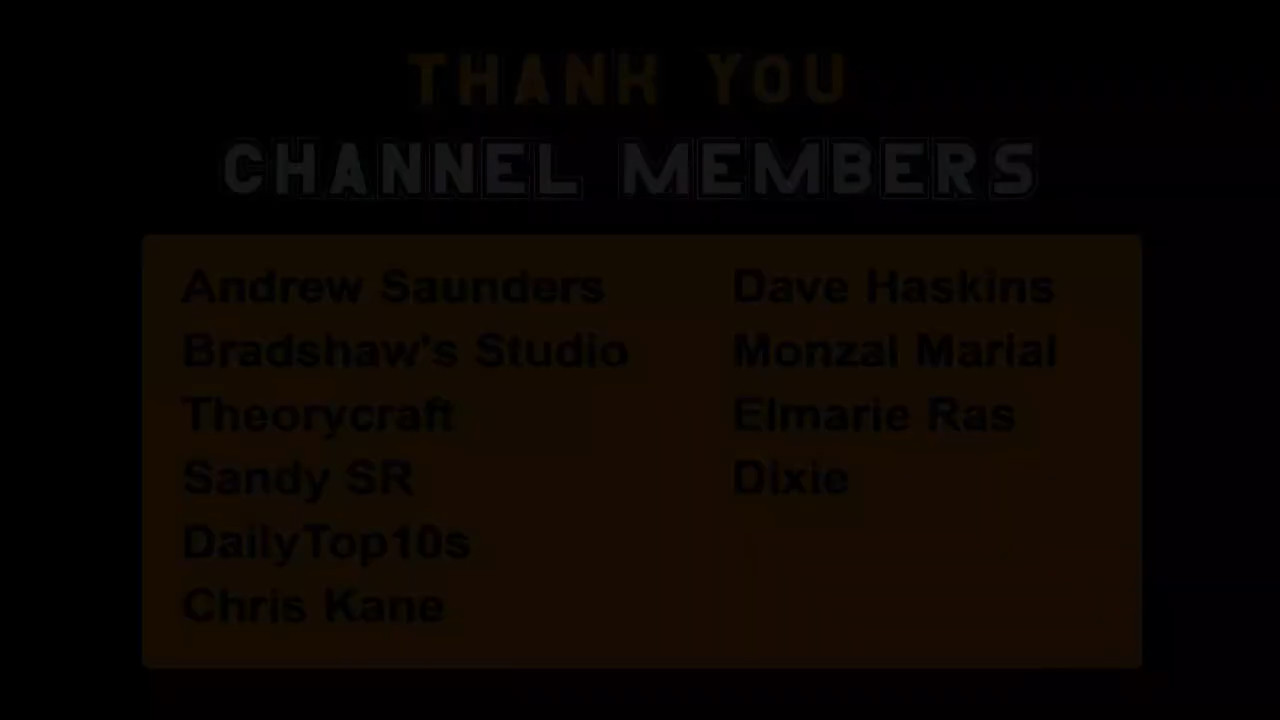 THANK YOU
CHANNEL MEMBERS
Andrew Saunders
Bradshaw's Studio
Theorycraft
Sandy SR
DailyTop10s
Chris Kane
Dave Haskins
Monzal Marial
Elmarie Ras
Dixie